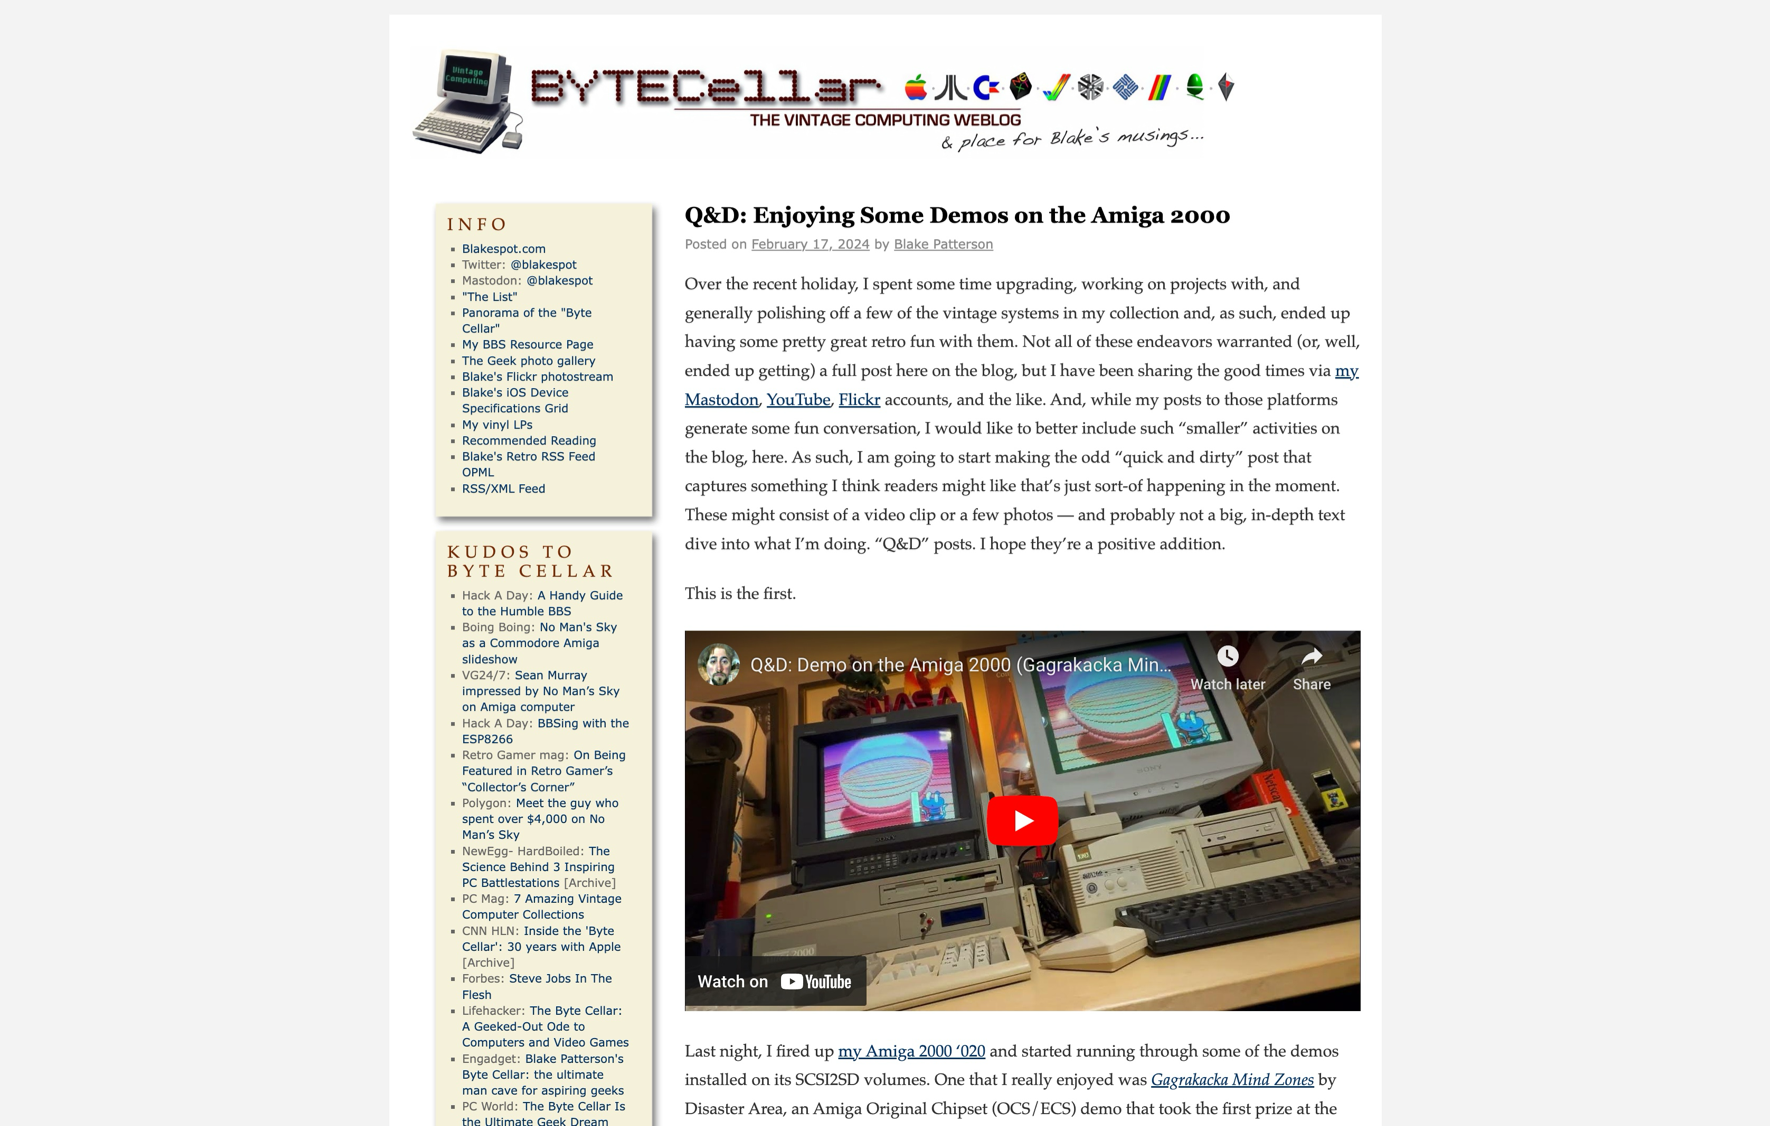 Vintage
Computing
BYTECellar
THE VINTAGE COMPUTING WEBLOG
& place for Blake's musings...
INFO
Blakespot.com
Twitter: @blakespot
Mastodon: @blakespot
"The List"
Panorama of the "Byte
Cellar"
My BBS Resource Page
The Geek photo gallery
Blake's Flickr photostream
Blake's iOS Device
Specifications Grid
My vinyl LPs
Recommended Reading
Blake's Retro RSS Feed
OPML
RSS/XML Feed
KUDOS TO
BYTE CELLAR
Hack A Day: A Handy Guide
to the Humble BBS
Boing Boing: No Man's Sky
as a Commodore Amiga
slideshow
VG24/7: Sean Murray
impressed by No Man’s Sky
on Amiga computer
Hack A Day: BBSing with the
ESP8266
Retro Gamer mag: On Being
Featured in Retro Gamer’s
“Collector’s Corner”
Polygon: Meet the guy who
spent over $4,000 on No
Man’s Sky
NewEgg- HardBoiled: The
Science Behind 3 Inspiring
PC Battlestations [Archive]
PC Mag: 7 Amazing Vintage
Computer Collections
CNN HLN: Inside the 'Byte
Cellar': 30 years with Apple
[Archive]
Forbes: Steve Jobs In The
Flesh
Lifehacker: The Byte Cellar:
A Geeked-Out Ode to
Computers and Video Games
Engadget: Blake Patterson's
Byte Cellar: the ultimate
man cave for aspiring geeks
PC World: The Byte Cellar Is
the Ultimate Geek Dream
Q&D: Enjoying Some Demos on the Amiga 2000
Posted on February 17, 2024 by Blake Patterson
Over the recent holiday, I spent some time upgrading, working on projects with, and
generally polishing off a few of the vintage systems in my collection and, as such, ended up
having some pretty great retro fun with them. Not all of these endeavors warranted (or, well,
ended up getting) a full post here on the blog, but I have been sharing the good times via my
Mastodon, YouTube, Flickr accounts, and the like. And, while my posts to those platforms
generate some fun conversation, I would like to better include such “smaller” activities on
the blog, here. As such, I am going to start making the odd “quick and dirty” post that
captures something I think readers might like that’s just sort-of happening in the moment.
These might consist of a video clip or a few photos — and probably not a big, in-depth text
dive into what I’m doing. “Q&D” posts. I hope they’re a positive addition.
This is the first.
Q&D: Demo on the Amiga 2000 (Gagrakacka Min...
Watch later
Share
NASA
SONY
Netscape
2000
Watch on YouTube
Last night, I fired up my Amiga 2000 ‘020 and started running through some of the demos
installed on its SCSI2SD volumes. One that I really enjoyed was Gagrakacka Mind Zones by
Disaster Area, an Amiga Original Chipset (OCS/ECS) demo that took the first prize at the